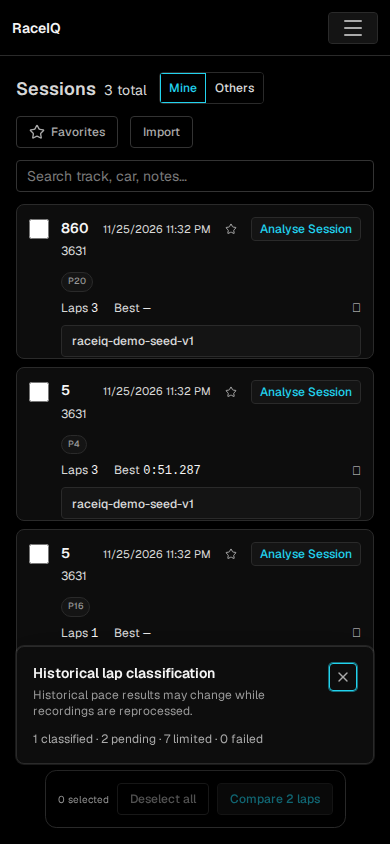 RaceIQ
Sessions 3 total Mine Others
Favorites Import
Search track, car, notes...
860 11/25/2026 11:32 PM Analyse Session
3631
P20
Laps 3 Best —
raceiq-demo-seed-v1
5 11/25/2026 11:32 PM Analyse Session
3631
P4
Laps 3 Best 0:51.287
raceiq-demo-seed-v1
5 11/25/2026 11:32 PM Analyse Session
3631
P16
Laps 1 Best —
Historical lap classification
Historical pace results may change while
recordings are reprocessed.
1 classified · 2 pending · 7 limited · 0 failed
0 selected Deselect all Compare 2 laps